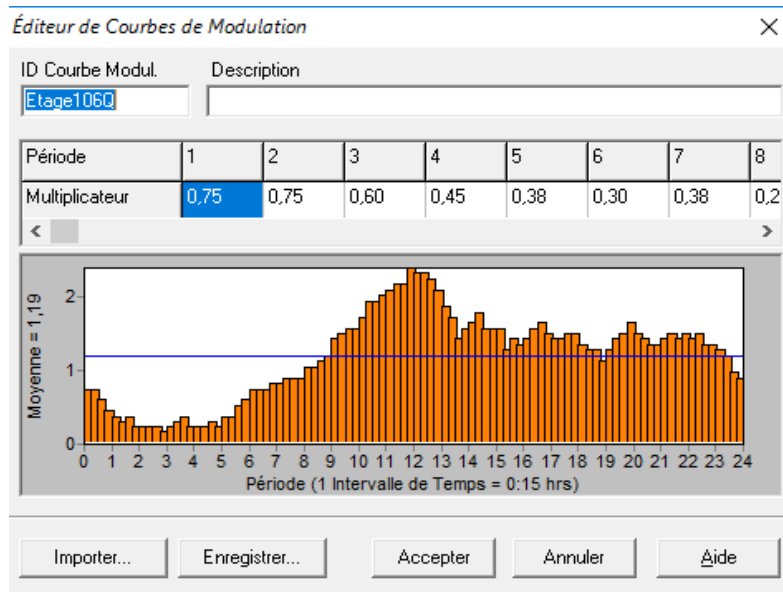 Éditeur de Courbes de Modulation
ID Courbe Modul. Description
Etage106Q
Période 1 2 3 4 5 6 7 8
Multiplicateur 0,75 0,75 0,60 0,45 0,38 0,30 0,38 0,2
Moyenne = 1,19
2
1
0
0 1 2 3 4 5 6 7 8 9 10 11 12 13 14 15 16 17 18 19 20 21 22 23 24
Période (1 Intervalle de Temps = 0:15 hrs)
Importer... Enregistrer... Accepter Annuler Aide